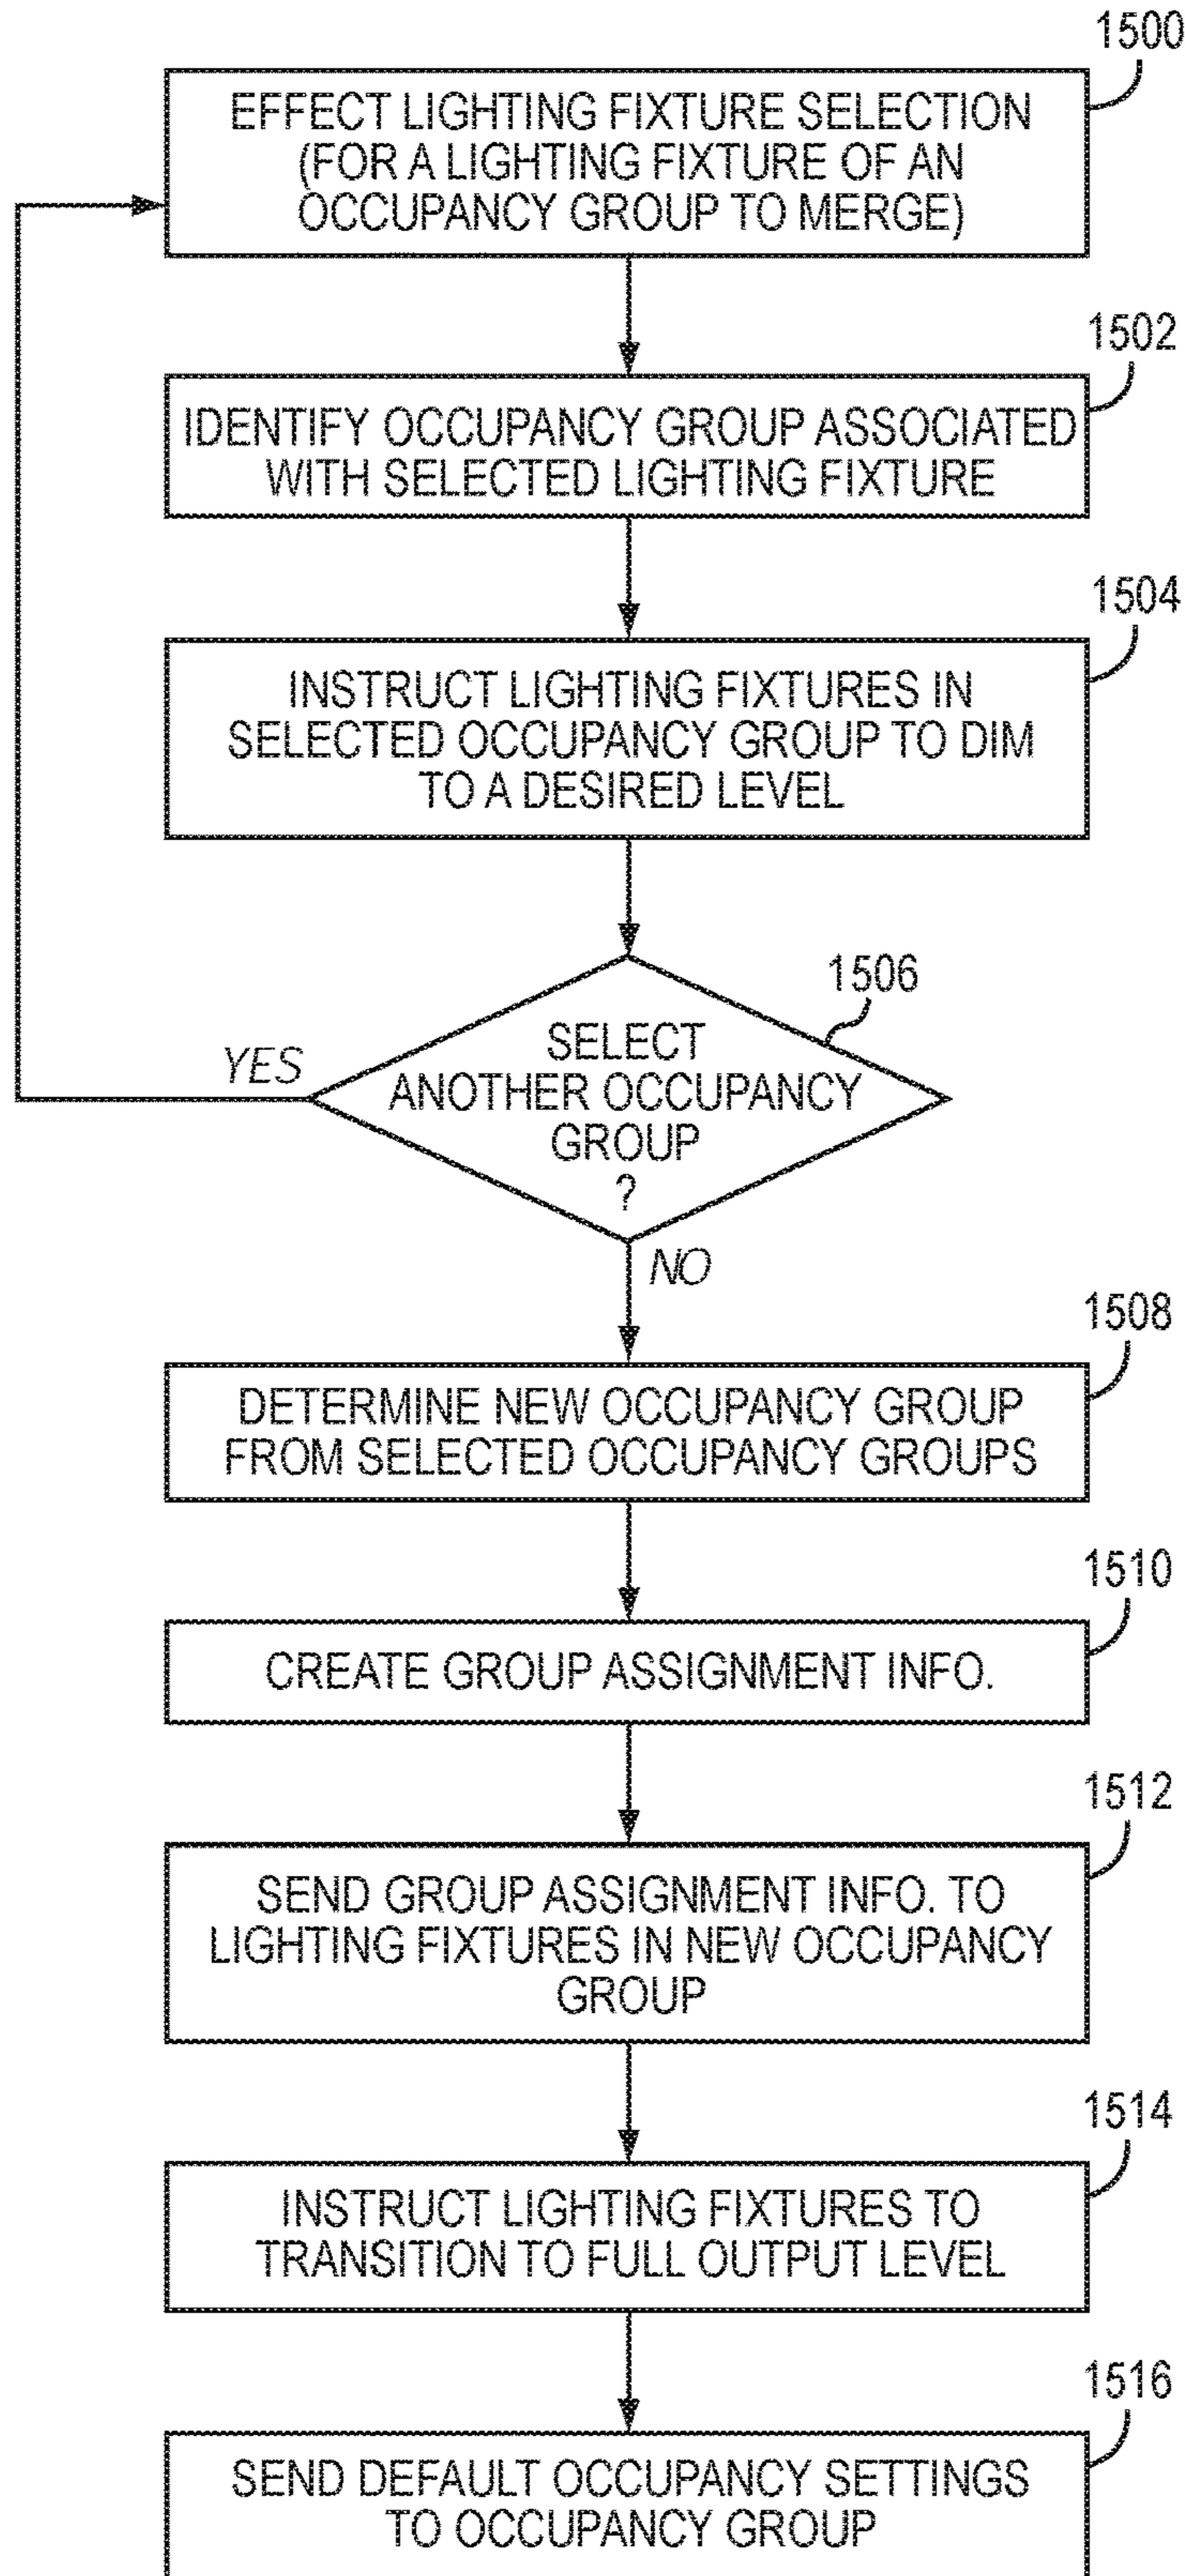 1500
EFFECT LIGHTING FIXTURE SELECTION
(FOR A LIGHTING FIXTURE OF AN
OCCUPANCY GROUP TO MERGE)
1502
IDENTIFY OCCUPANCY GROUP ASSOCIATED
WITH SELECTED LIGHTING FIXTURE
1504
INSTRUCT LIGHTING FIXTURES IN
SELECTED OCCUPANCY GROUP TO DIM
TO A DESIRED LEVEL
1506
SELECT
ANOTHER OCCUPANCY
GROUP
?
YES
NO
1508
DETERMINE NEW OCCUPANCY GROUP
FROM SELECTED OCCUPANCY GROUPS
1510
CREATE GROUP ASSIGNMENT INFO.
1512
SEND GROUP ASSIGNMENT INFO. TO
LIGHTING FIXTURES IN NEW OCCUPANCY
GROUP
1514
INSTRUCT LIGHTING FIXTURES TO
TRANSITION TO FULL OUTPUT LEVEL
1516
SEND DEFAULT OCCUPANCY SETTINGS
TO OCCUPANCY GROUP